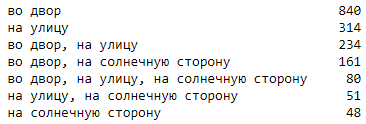 во двор 840
на улицу 314
во двор, на улицу 234
во двор, на солнечную сторону 161
во двор, на улицу, на солнечную сторону 80
на улицу, на солнечную сторону 51
на солнечную сторону 48